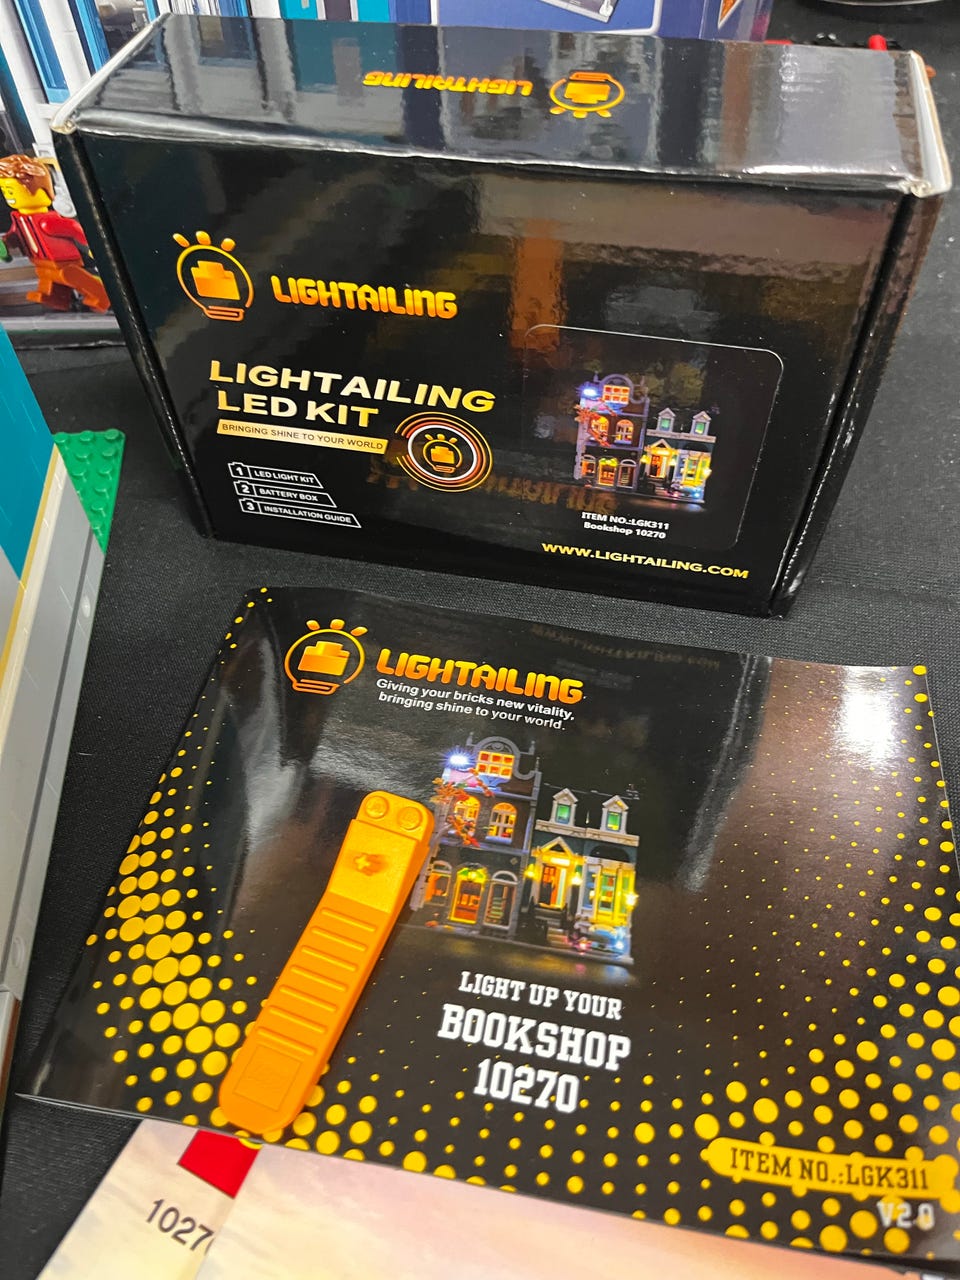 LIGHTAILING
LIGHTAILING
LIGHTAILING
LED KIT
BRINGING SHINE TO YOUR WORLD
1 LED LIGHT KIT
2 BATTERY BOX
3 INSTALLATION GUIDE
ITEM NO.:LGK311
Bookshop 10270
WWW.LIGHTAILING.COM
LIGHTAILING
Giving your bricks new vitality,
bringing shine to your world.
LIGHT UP YOUR
BOOKSHOP
10270
ITEM NO.:LGK311
V2.0
1027